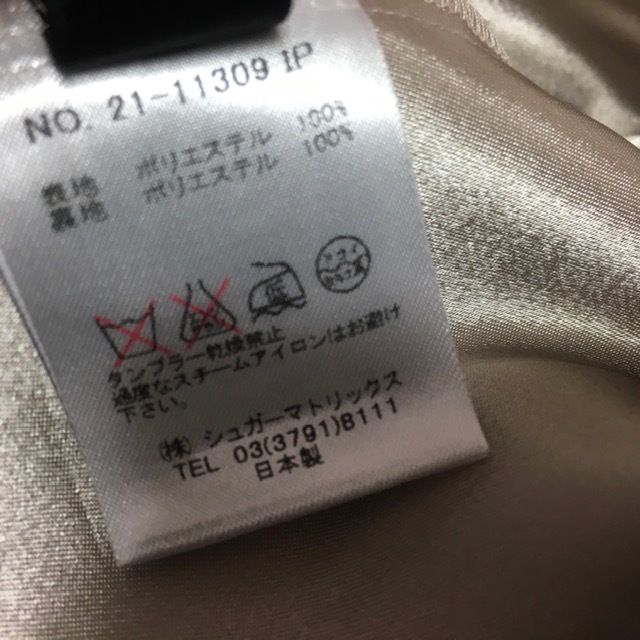 NO. 21-11309 IP
表地 ポリエステル 100%
裏地 ポリエステル 100%
タンブラー乾燥禁止
過度なスチームアイロンはお避け
下さい。
(株) シュガーマトリックス
TEL 03(3791)8111
日本製